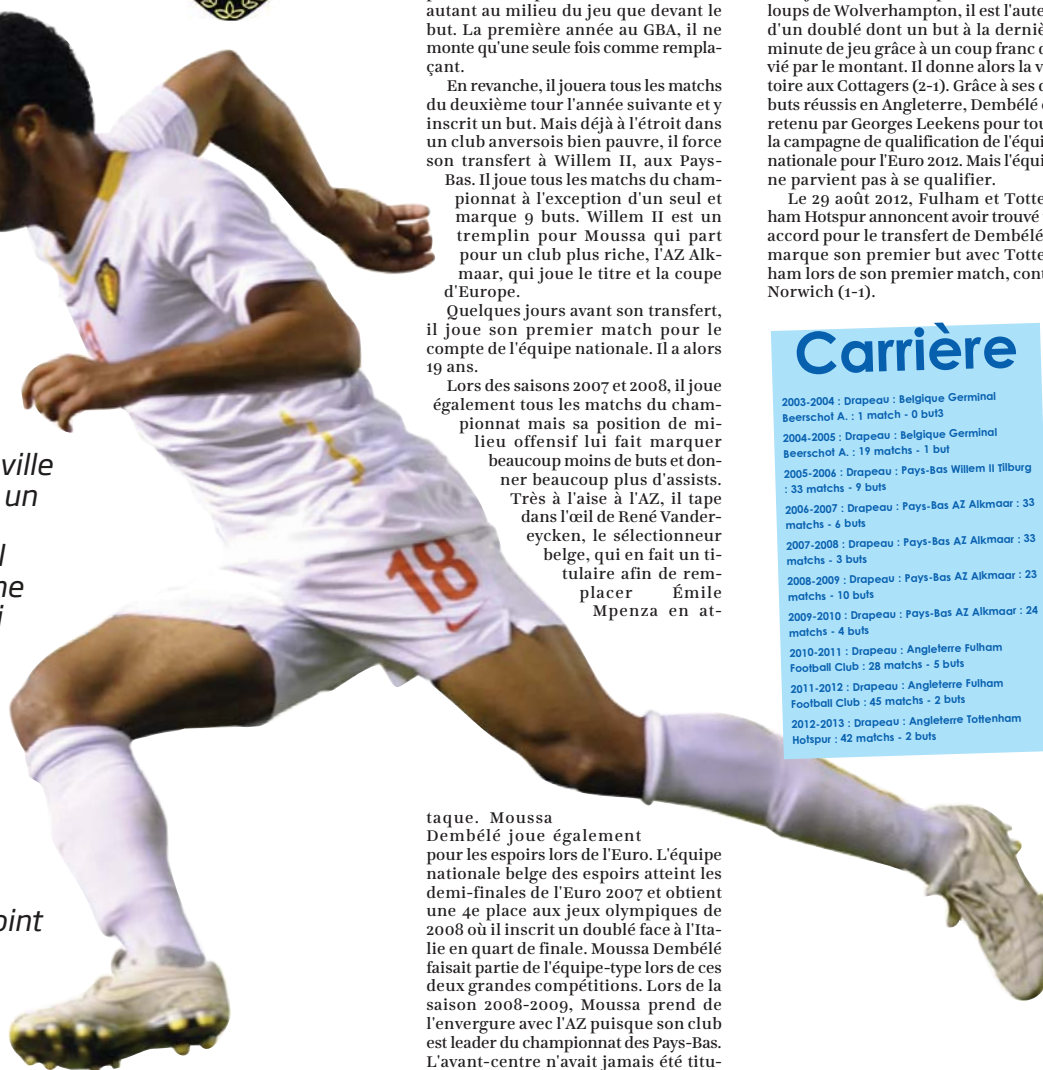 ville
un
oint
autant au milieu du jeu que devant le
but. La première année au GBA, il ne
monte qu'une seule fois comme rempla-
çant.
En revanche, il jouera tous les matchs
du deuxième tour l'année suivante et y
inscrit un but. Mais déjà à l'étroit dans
un club anversois bien pauvre, il force
son transfert à Willem II, aux Pays-
Bas. Il joue tous les matchs du cham-
pionnat à l'exception d'un seul et
marque 9 buts. Willem II est un
tremplin pour Moussa qui part
pour un club plus riche, l'AZ Alk-
maar, qui joue le titre et la coupe
d'Europe.
Quelques jours avant son transfert,
il joue son premier match pour le
compte de l'équipe nationale. Il a alors
19 ans.
Lors des saisons 2007 et 2008, il joue
également tous les matchs du cham-
pionnat mais sa position de mi-
lieu offensif lui fait marquer
beaucoup moins de buts et don-
ner beaucoup plus d'assists.
Très à l'aise à l'AZ, il tape
dans l'œil de René Vander-
eycken, le sélectionneur
belge, qui en fait un ti-
tulaire afin de rem-
placer Émile
Mpenza en at-
taque. Moussa
Dembélé joue également
pour les espoirs lors de l'Euro. L'équipe
nationale belge des espoirs atteint les
demi-finales de l'Euro 2007 et obtient
une 4e place aux jeux olympiques de
2008 où il inscrit un doublé face à l'Ita-
lie en quart de finale. Moussa Dembélé
faisait partie de l'équipe-type lors de ces
deux grandes compétitions. Lors de la
saison 2008-2009, Moussa prend de
l'envergure avec l'AZ puisque son club
est leader du championnat des Pays-Bas.
L'avant-centre n'avait jamais été titu-
loups de Wolverhampton, il est l'aute
d'un doublé dont un but à la derniè
minute de jeu grâce à un coup franc d
vié par le montant. Il donne alors la v
toire aux Cottagers (2-1). Grâce à ses d
buts réussis en Angleterre, Dembélé e
retenu par Georges Leekens pour tou
la campagne de qualification de l'équi
nationale pour l'Euro 2012. Mais l'équi
ne parvient pas à se qualifier.
Le 29 août 2012, Fulham et Totte
ham Hotspur annoncent avoir trouvé
accord pour le transfert de Dembélé
marque son premier but avec Totte
ham lors de son premier match, cont
Norwich (1-1).
Carrière
2003-2004 : Drapeau : Belgique Germinal
Beerschot A. : 1 match - 0 but3
2004-2005 : Drapeau : Belgique Germinal
Beerschot A. : 19 matchs - 1 but
2005-2006 : Drapeau : Pays-Bas Willem II Tilburg
: 33 matchs - 9 buts
2006-2007 : Drapeau : Pays-Bas AZ Alkmaar : 33
matchs - 6 buts
2007-2008 : Drapeau : Pays-Bas AZ Alkmaar : 33
matchs - 3 buts
2008-2009 : Drapeau : Pays-Bas AZ Alkmaar : 23
matchs - 10 buts
2009-2010 : Drapeau : Pays-Bas AZ Alkmaar : 24
matchs - 4 buts
2010-2011 : Drapeau : Angleterre Fulham
Football Club : 28 matchs - 5 buts
2011-2012 : Drapeau : Angleterre Fulham
Football Club : 45 matchs - 2 buts
2012-2013 : Drapeau : Angleterre Tottenham
Hotspur : 42 matchs - 2 buts
18